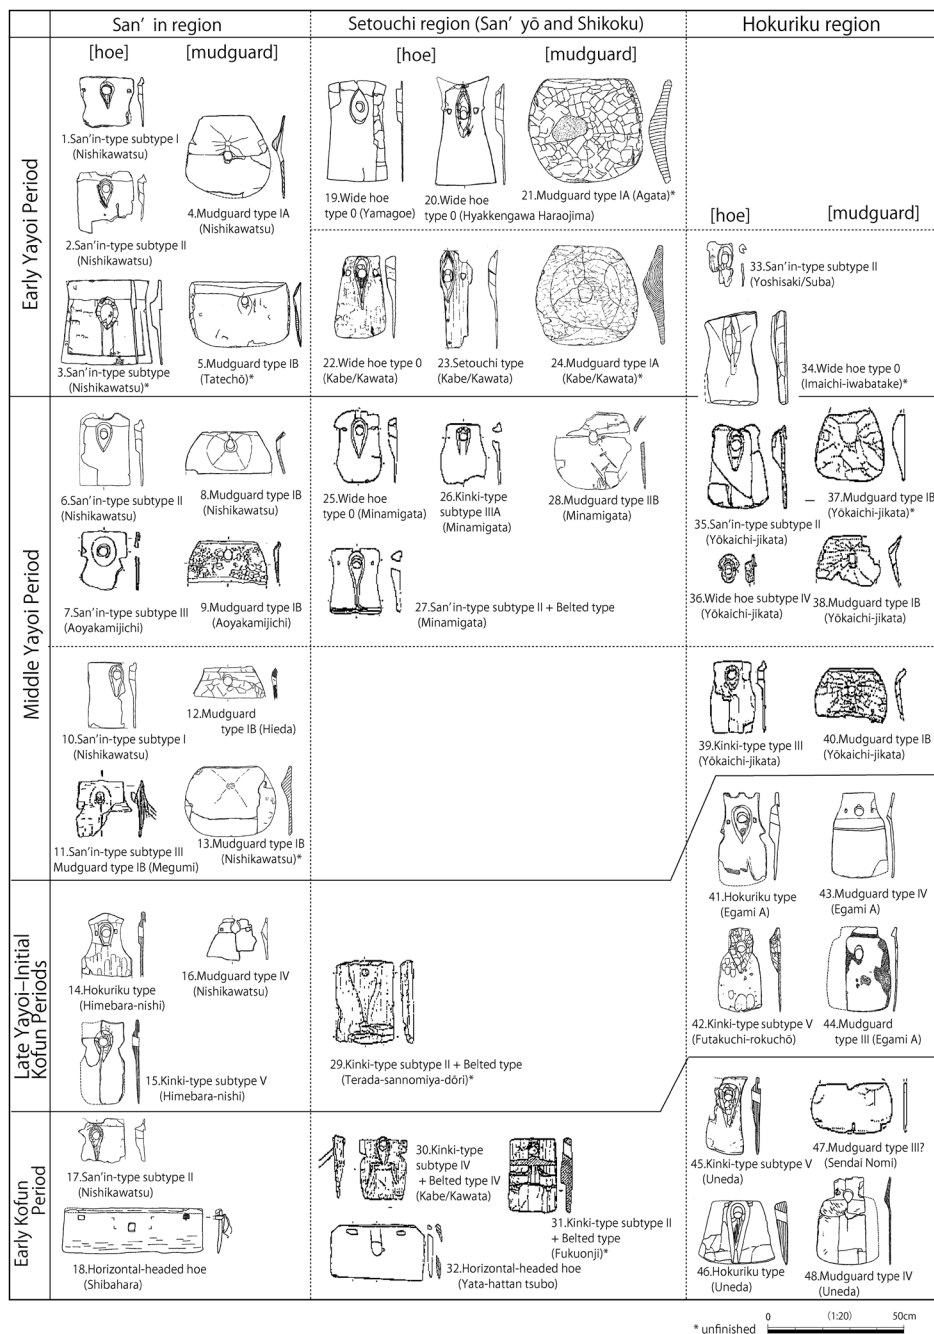 San'in region
Setouchi region (San'yō and Shikoku)
Hokuriku region
Early Yayoi Period
[hoe]
[mudguard]
1.San'in-type subtype I
(Nishikawatsu)
2.San'in-type subtype II
(Nishikawatsu)
3.San'in-type subtype
(Nishikawatsu)*
4.Mudguard type IA
(Nishikawatsu)
5.Mudguard type IB
(Tatechō)*
[hoe]
[mudguard]
19.Wide hoe
type 0 (Yamagoe)
20.Wide hoe
type 0 (Hyakkengawa Haraojima)
21.Mudguard type IA (Agata)*
22.Wide hoe type 0
(Kabe/Kawata)
23.Setouchi type
(Kabe/Kawata)
24.Mudguard type IA
(Kabe/Kawata)*
[hoe]
[mudguard]
33.San'in-type subtype II
(Yoshisaki/Suba)
34.Wide hoe type 0
(Imaichi-iwabatake)*
Middle Yayoi Period
6.San'in-type subtype II
(Nishikawatsu)
7.San'in-type subtype III
(Aoyakamijichi)
8.Mudguard type IB
(Nishikawatsu)
9.Mudguard type IB
(Aoyakamijichi)
10.San'in-type subtype I
(Nishikawatsu)
11.San'in-type subtype III
Mudguard type IB (Megumi)
12.Mudguard
type IB (Hieda)
13.Mudguard type IB
(Nishikawatsu)*
25.Wide hoe
type 0 (Minamigata)
26.Kinki-type
subtype IIIA
(Minamigata)
28.Mudguard type IIB
(Minamigata)
27.San'in-type subtype II + Belted type
(Minamigata)
35.San'in-type subtype II
(Yōkaichi-jikata)
36.Wide hoe subtype IV
(Yōkaichi-jikata)
37.Mudguard type IB
(Yōkaichi-jikata)*
38.Mudguard type IB
(Yōkaichi-jikata)
39.Kinki-type type III
(Yōkaichi-jikata)
40.Mudguard type IB
(Yōkaichi-jikata)
Late Yayoi–Initial
Kofun Periods
14.Hokuriku type
(Himebara-nishi)
15.Kinki-type subtype V
(Himebara-nishi)
16.Mudguard type IV
(Nishikawatsu)
29.Kinki-type subtype II + Belted type
(Terada-sannomiya-dōri)*
41.Hokuriku type
(Egami A)
42.Kinki-type subtype V
(Futakuchi-rokuchō)
43.Mudguard type IV
(Egami A)
44.Mudguard
type III (Egami A)
Early Kofun
Period
17.San'in-type subtype II
(Nishikawatsu)
18.Horizontal-headed hoe
(Shibahara)
30.Kinki-type
subtype IV
+ Belted type IV
(Kabe/Kawata)
31.Kinki-type subtype II
+ Belted type
(Fukuonji)*
32.Horizontal-headed hoe
(Yata-hattan tsubo)
45.Kinki-type subtype V
(Uneda)
46.Hokuriku type
(Uneda)
47.Mudguard type III?
(Sendai Nomi)
48.Mudguard type IV
(Uneda)
* unfinished
0 (1:20) 50cm